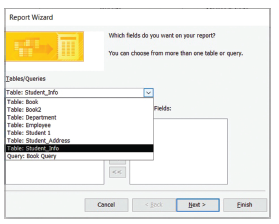 Report Wizard
Which fields do you want on your report?
You can choose from more than one table or query.
Tables/Queries
Table: Student_Info
Table: Book
Table: Book2
Table: Department
Table: Employee
Table: Student 1
Table: Student_Address
Table: Student_Info
Query: Book Query
Fields:
<<
Cancel
< Back
Next >
Finish